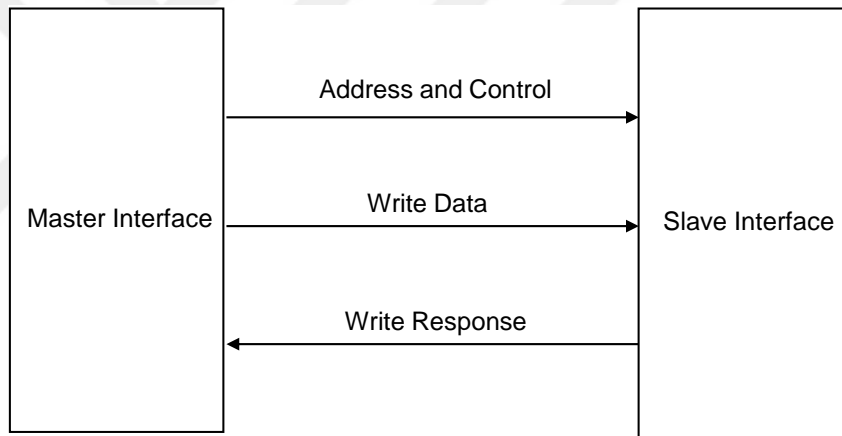 Address and Control
Master Interface
Write Data
Slave Interface
Write Response